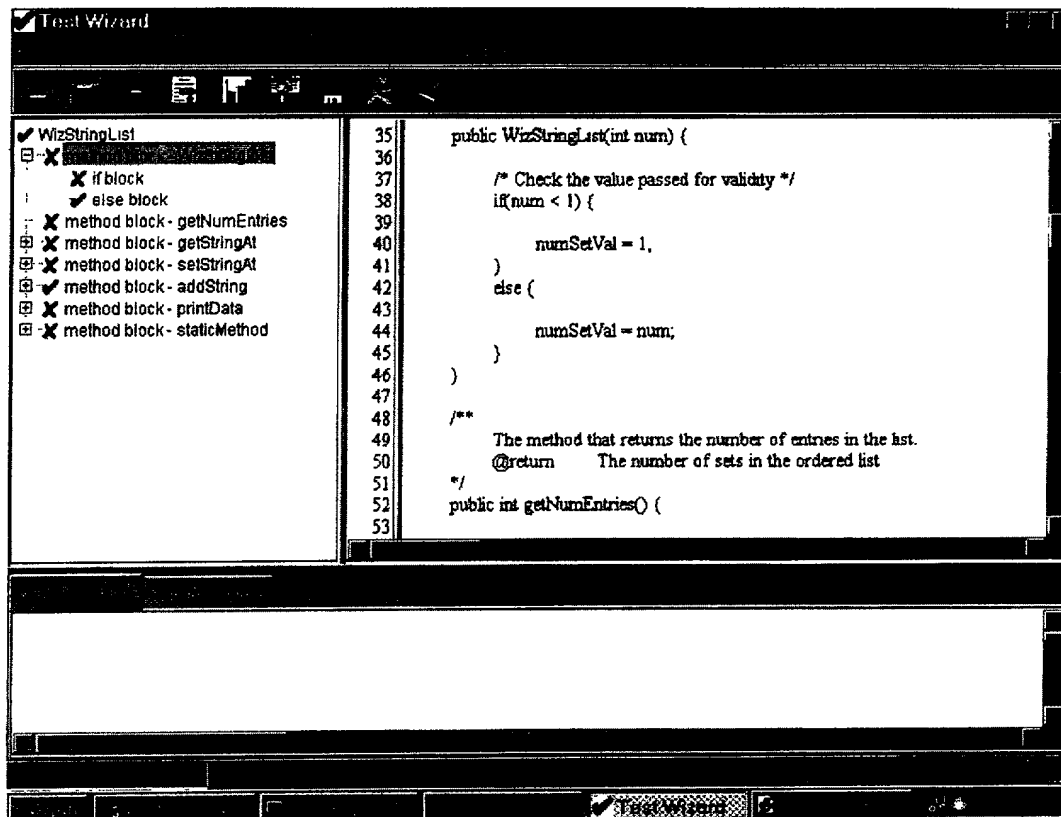 Test Wizard
WizStringList
method block -
if block
else block
method block - getNumEntries
method block - getStringAt
method block - setStringAt
method block - addString
method block - printData
method block - staticMethod
35 public WizStringList(int num) {
36
37 /* Check the value passed for validity */
38 if(num < 1) {
39
40 numSetVal = 1,
41 }
42 else {
43
44 numSetVal = num;
45 }
46 }
47
48 /**
49 The method that returns the number of entries in the list.
50 @return The number of sets in the ordered list
51 */
52 public int getNumEntries() {
53
Test Wizard